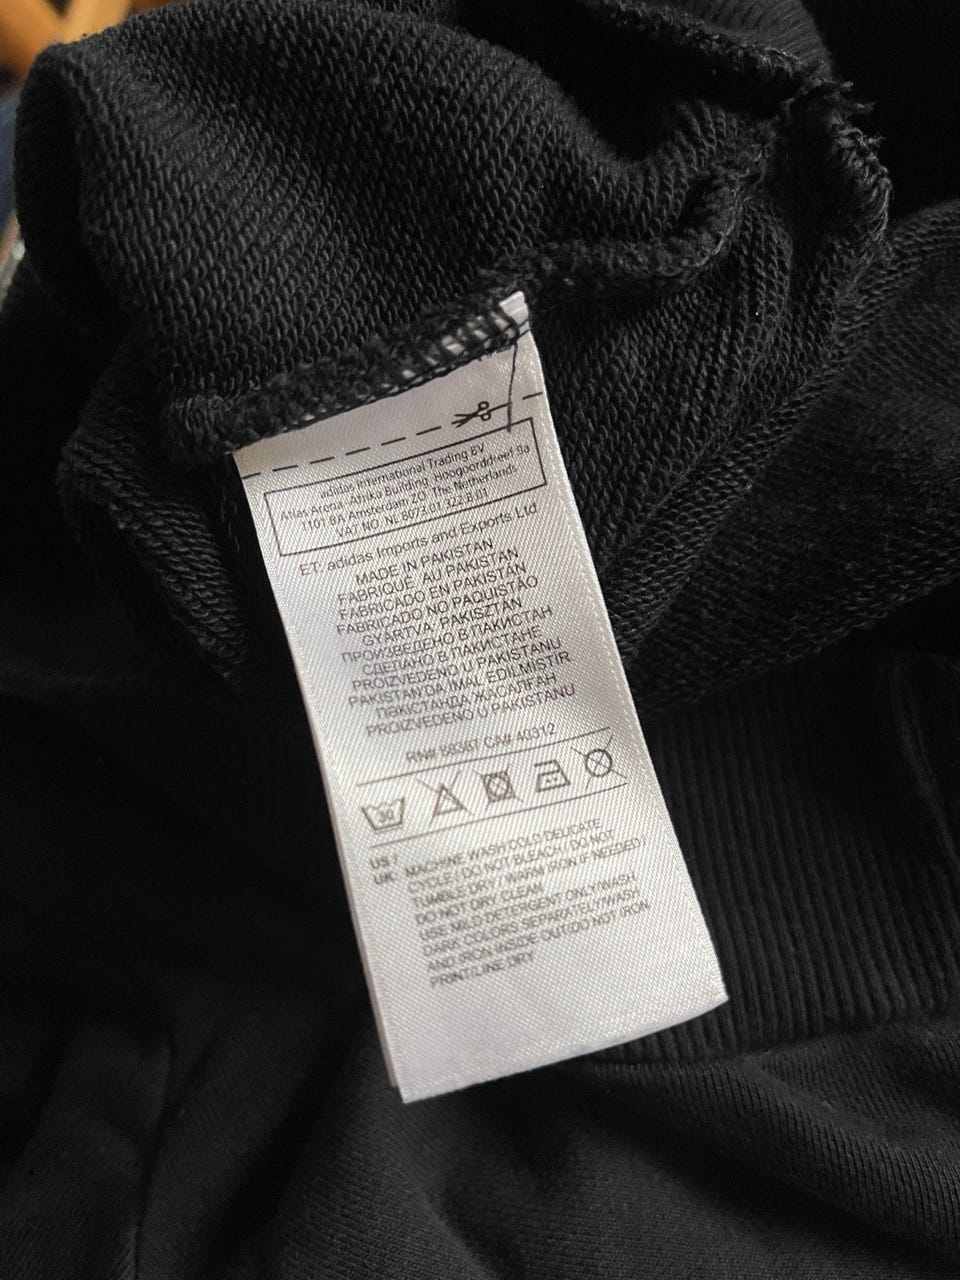 adidas International Trading BV
Atlas Arena, Afrika Building, Hoogoorddreef 9a
1101 BA Amsterdam ZO The Netherlands
VAT NO. NL 8073.01.322.B.01
ET: adidas Imports and Exports Ltd
MADE IN PAKISTAN
FABRIQUÉ AU PAKISTAN
FABRICADO EN PAKISTÁN
FABRICADO NO PAQUISTÃO
GYÁRTVA: PAKISZTÁN
ПРОИЗВЕДЕНО В ПАКИСТАН
СДЕЛАНО В ПАКИСТАНЕ
PROIZVEDENO U PAKISTANU
PAKISTAN'DA İMAL EDİLMİŞTİR.
ПӘКІСТАНДА ЖАСАЛҒАН
PROIZVEDENO U PAKISTANU
RN# 88387 CA# 40312
30
US / UK MACHINE WASH COLD DELICATE
CYCLE / DO NOT BLEACH / DO NOT
TUMBLE DRY / WARM IRON IF NEEDED /
DO NOT DRY CLEAN
USE MILD DETERGENT ONLY/WASH
DARK COLORS SEPARATELY/WASH
AND IRON INSIDE OUT/DO NOT IRON
PRINT/LINE DRY